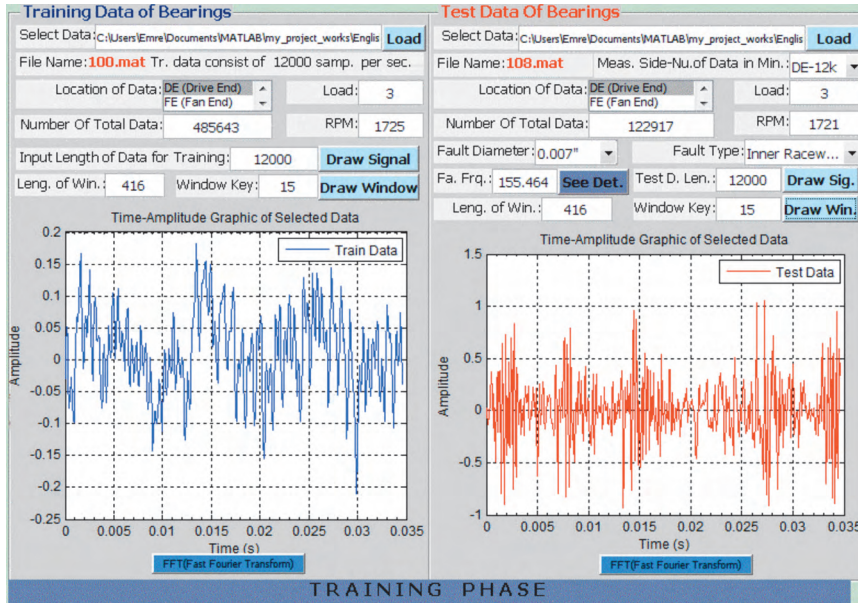 Training Data of Bearings
Select Data: C:\Users\Emre\Documents\MATLAB\my_project_works\Englis Load
File Name: 100.mat Tr. data consist of 12000 samp. per sec.
Location of Data: DE (Drive End) Load: 3
FE (Fan End)
Number Of Total Data: 485643 RPM: 1725
Input Length of Data for Training: 12000 Draw Signal
Leng. of Win.: 416 Window Key: 15 Draw Window
Time-Amplitude Graphic of Selected Data
Train Data
Amplitude
0.2
0.15
0.1
0.05
0
-0.05
-0.1
-0.15
-0.2
-0.25
0 0.005 0.01 0.015 0.02 0.025 0.03 0.035
Time (s)
FFT(Fast Fourier Transform)
Test Data Of Bearings
Select Data: C:\Users\Emre\Documents\MATLAB\my_project_works\Englis Load
File Name: 108.mat Meas. Side-Nu.of Data in Min.: DE-12k
Location of Data: DE (Drive End) Load: 3
FE (Fan End)
Number Of Total Data: 122917 RPM: 1721
Fault Diameter: 0.007" Fault Type: Inner Racew...
Fa. Frq.: 155.464 See Det. Test D. Len.: 12000 Draw Sig.
Leng. of Win.: 416 Window Key: 15 Draw Win.
Time-Amplitude Graphic of Selected Data
Test Data
Amplitude
1.5
1
0.5
0
-0.5
-1
0 0.005 0.01 0.015 0.02 0.025 0.03 0.035
Time (s)
FFT(Fast Fourier Transform)
TRAINING PHASE